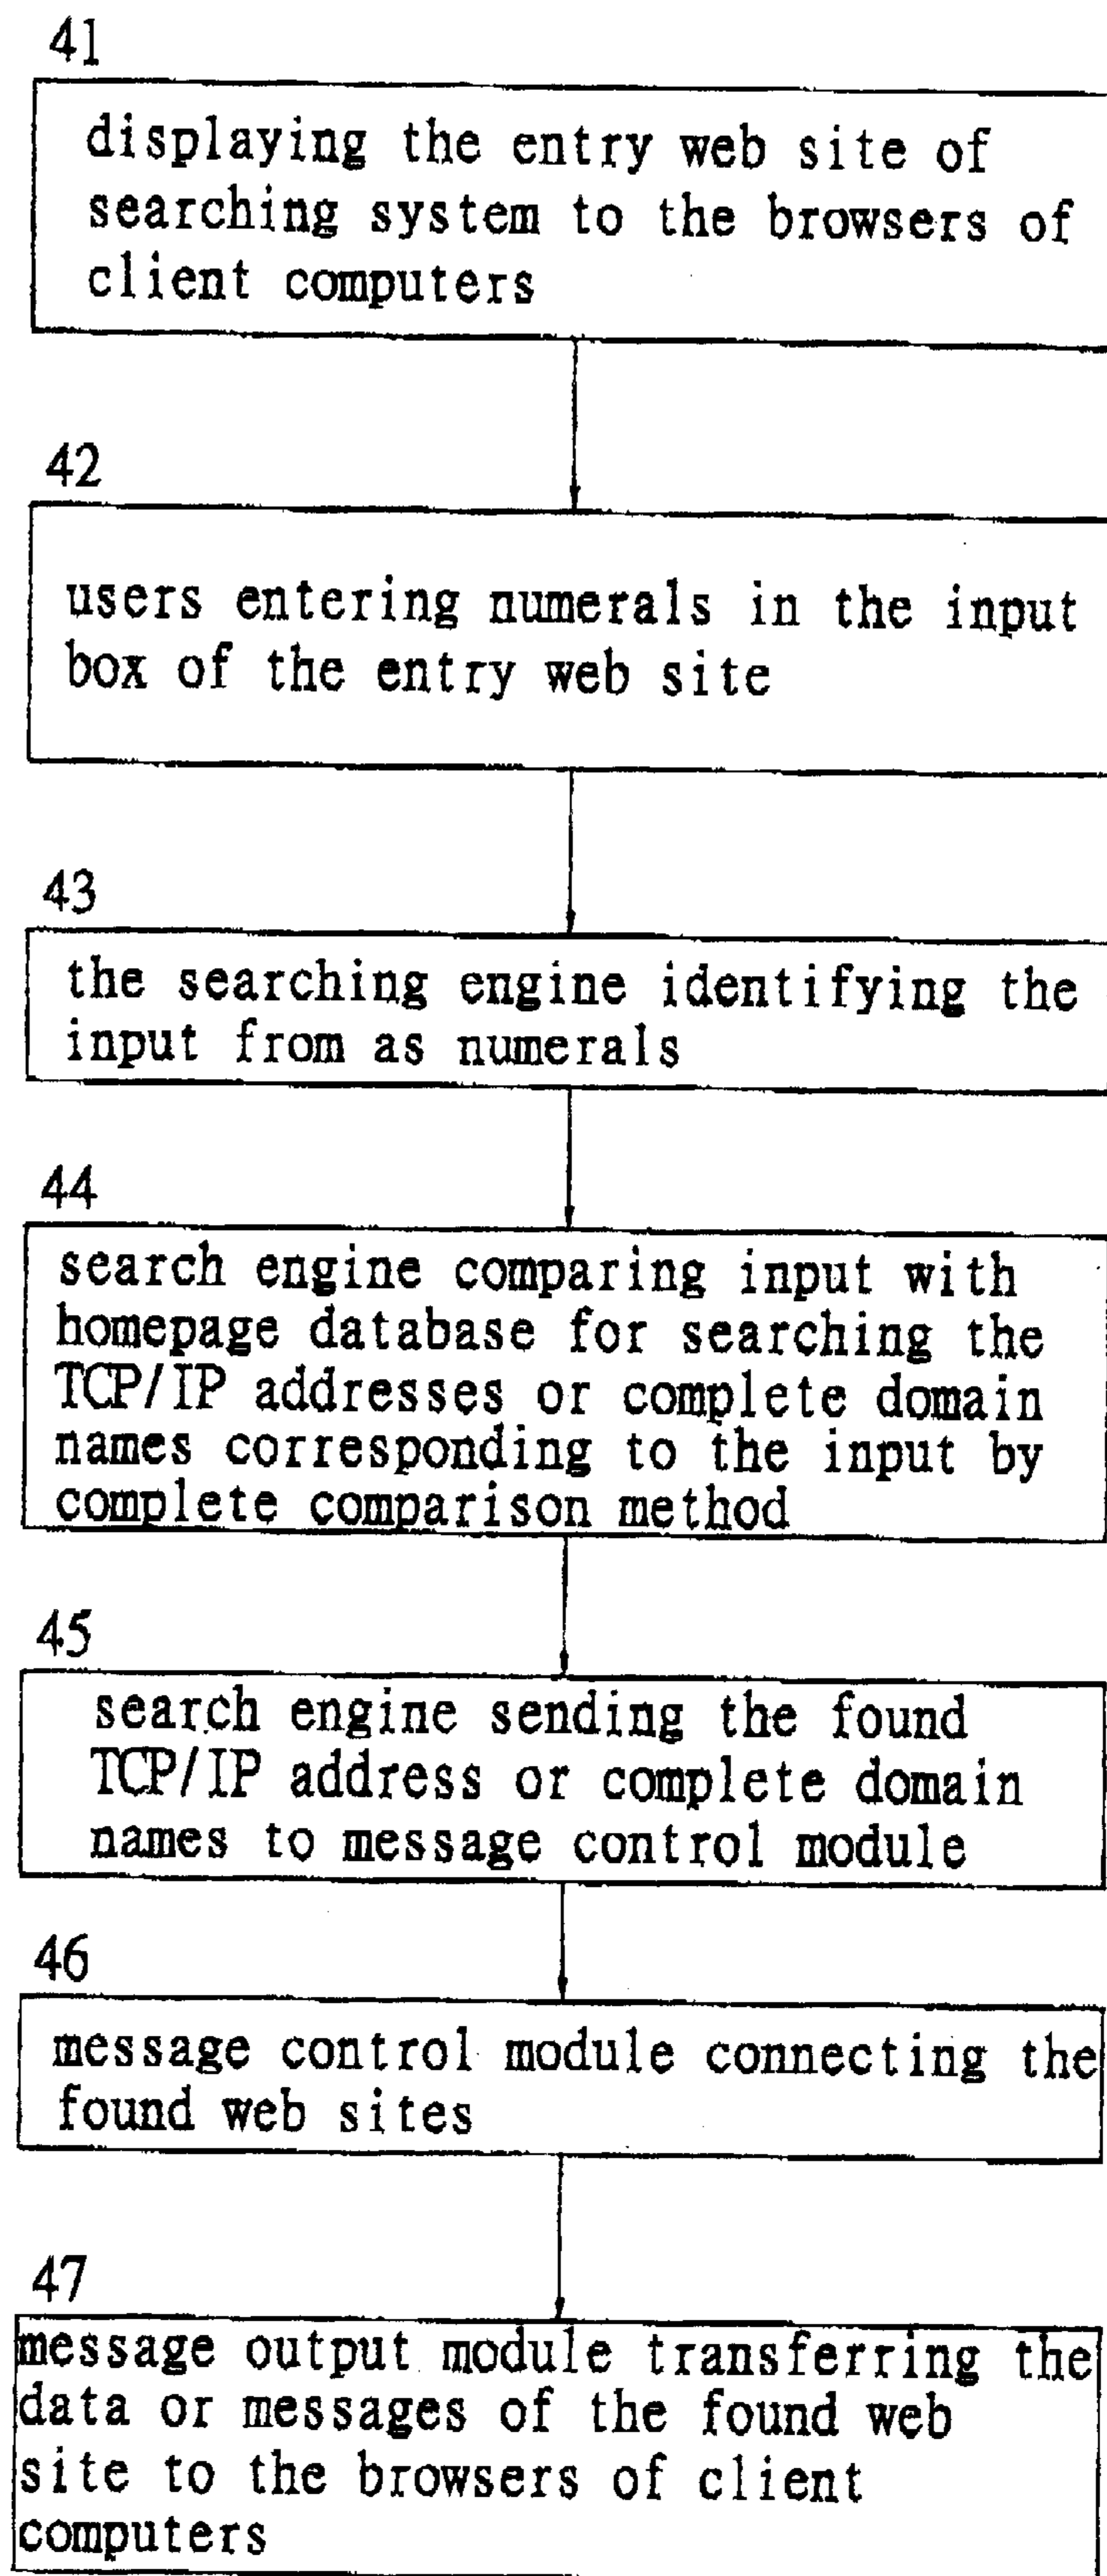 41
displaying the entry web site of
searching system to the browsers of
client computers
42
users entering numerals in the input
box of the entry web site
43
the searching engine identifying the
input from as numerals
44
search engine comparing input with
homepage database for searching the
TCP/IP addresses or complete domain
names corresponding to the input by
complete comparison method
45
search engine sending the found
TCP/IP address or complete domain
names to message control module
46
message control module connecting the
found web sites
47
message output module transferring the
data or messages of the found web
site to the browsers of client
computers